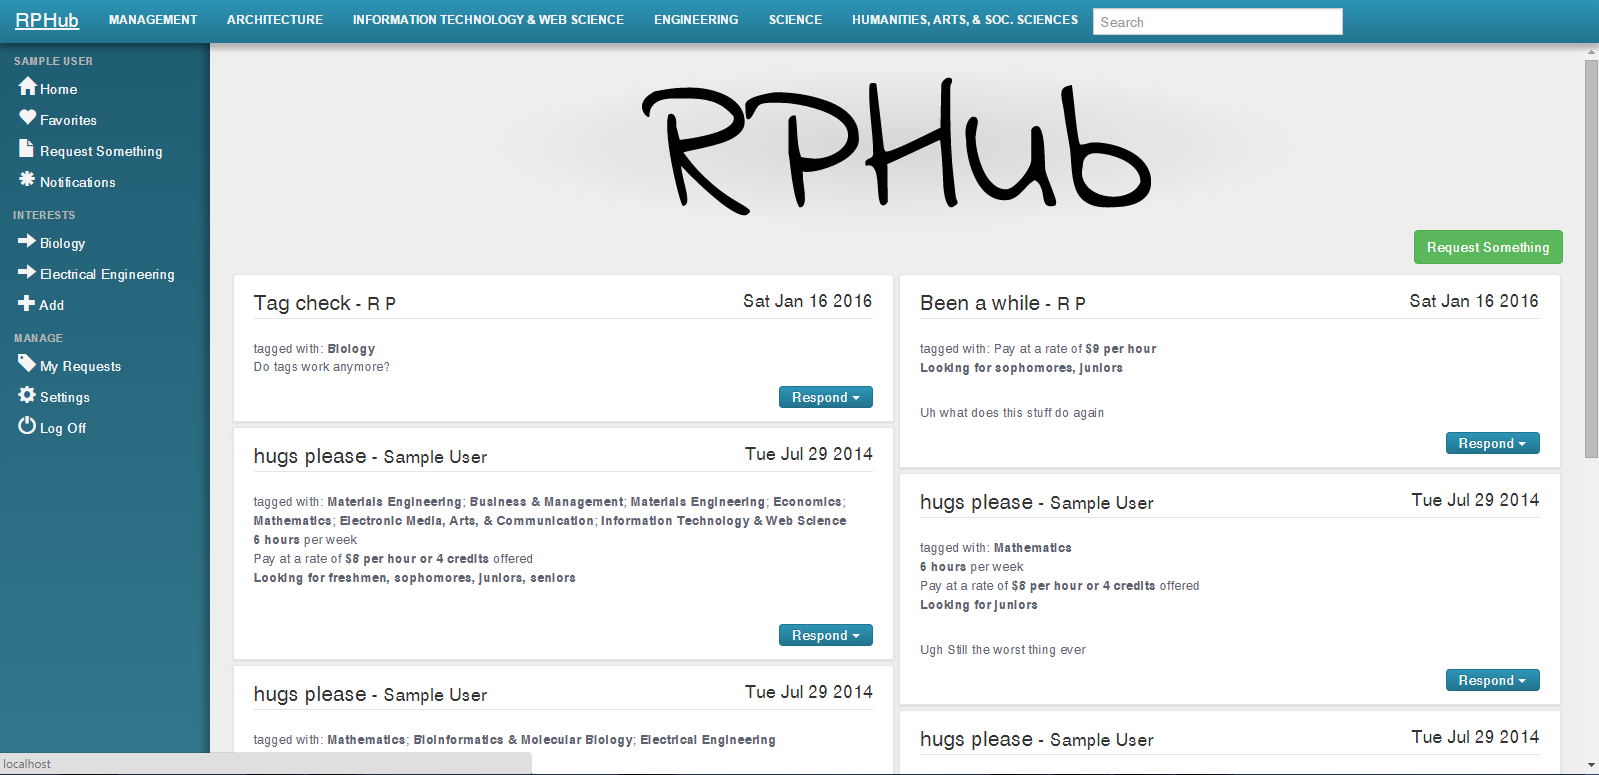 RPHub MANAGEMENT ARCHITECTURE INFORMATION TECHNOLOGY & WEB SCIENCE ENGINEERING SCIENCE HUMANITIES, ARTS, & SOC. SCIENCES Search
SAMPLE USER
Home
Favorites
Request Something
Notifications
INTERESTS
Biology
Electrical Engineering
Add
MANAGE
My Requests
Settings
Log Off
RPHub
Request Something
Tag check - R P Sat Jan 16 2016
tagged with: Biology
Do tags work anymore?
Respond
hugs please - Sample User Tue Jul 29 2014
tagged with: Materials Engineering; Business & Management; Materials Engineering; Economics;
Mathematics; Electronic Media, Arts, & Communication; Information Technology & Web Science
6 hours per week
Pay at a rate of $8 per hour or 4 credits offered
Looking for freshmen, sophomores, juniors, seniors
Respond
hugs please - Sample User Tue Jul 29 2014
tagged with: Mathematics; Bioinformatics & Molecular Biology; Electrical Engineering
Been a while - R P Sat Jan 16 2016
tagged with: Pay at a rate of $9 per hour
Looking for sophomores, juniors
Uh what does this stuff do again
Respond
hugs please - Sample User Tue Jul 29 2014
tagged with: Mathematics
6 hours per week
Pay at a rate of $8 per hour or 4 credits offered
Looking for juniors
Ugh Still the worst thing ever
Respond
hugs please - Sample User Tue Jul 29 2014
localhost